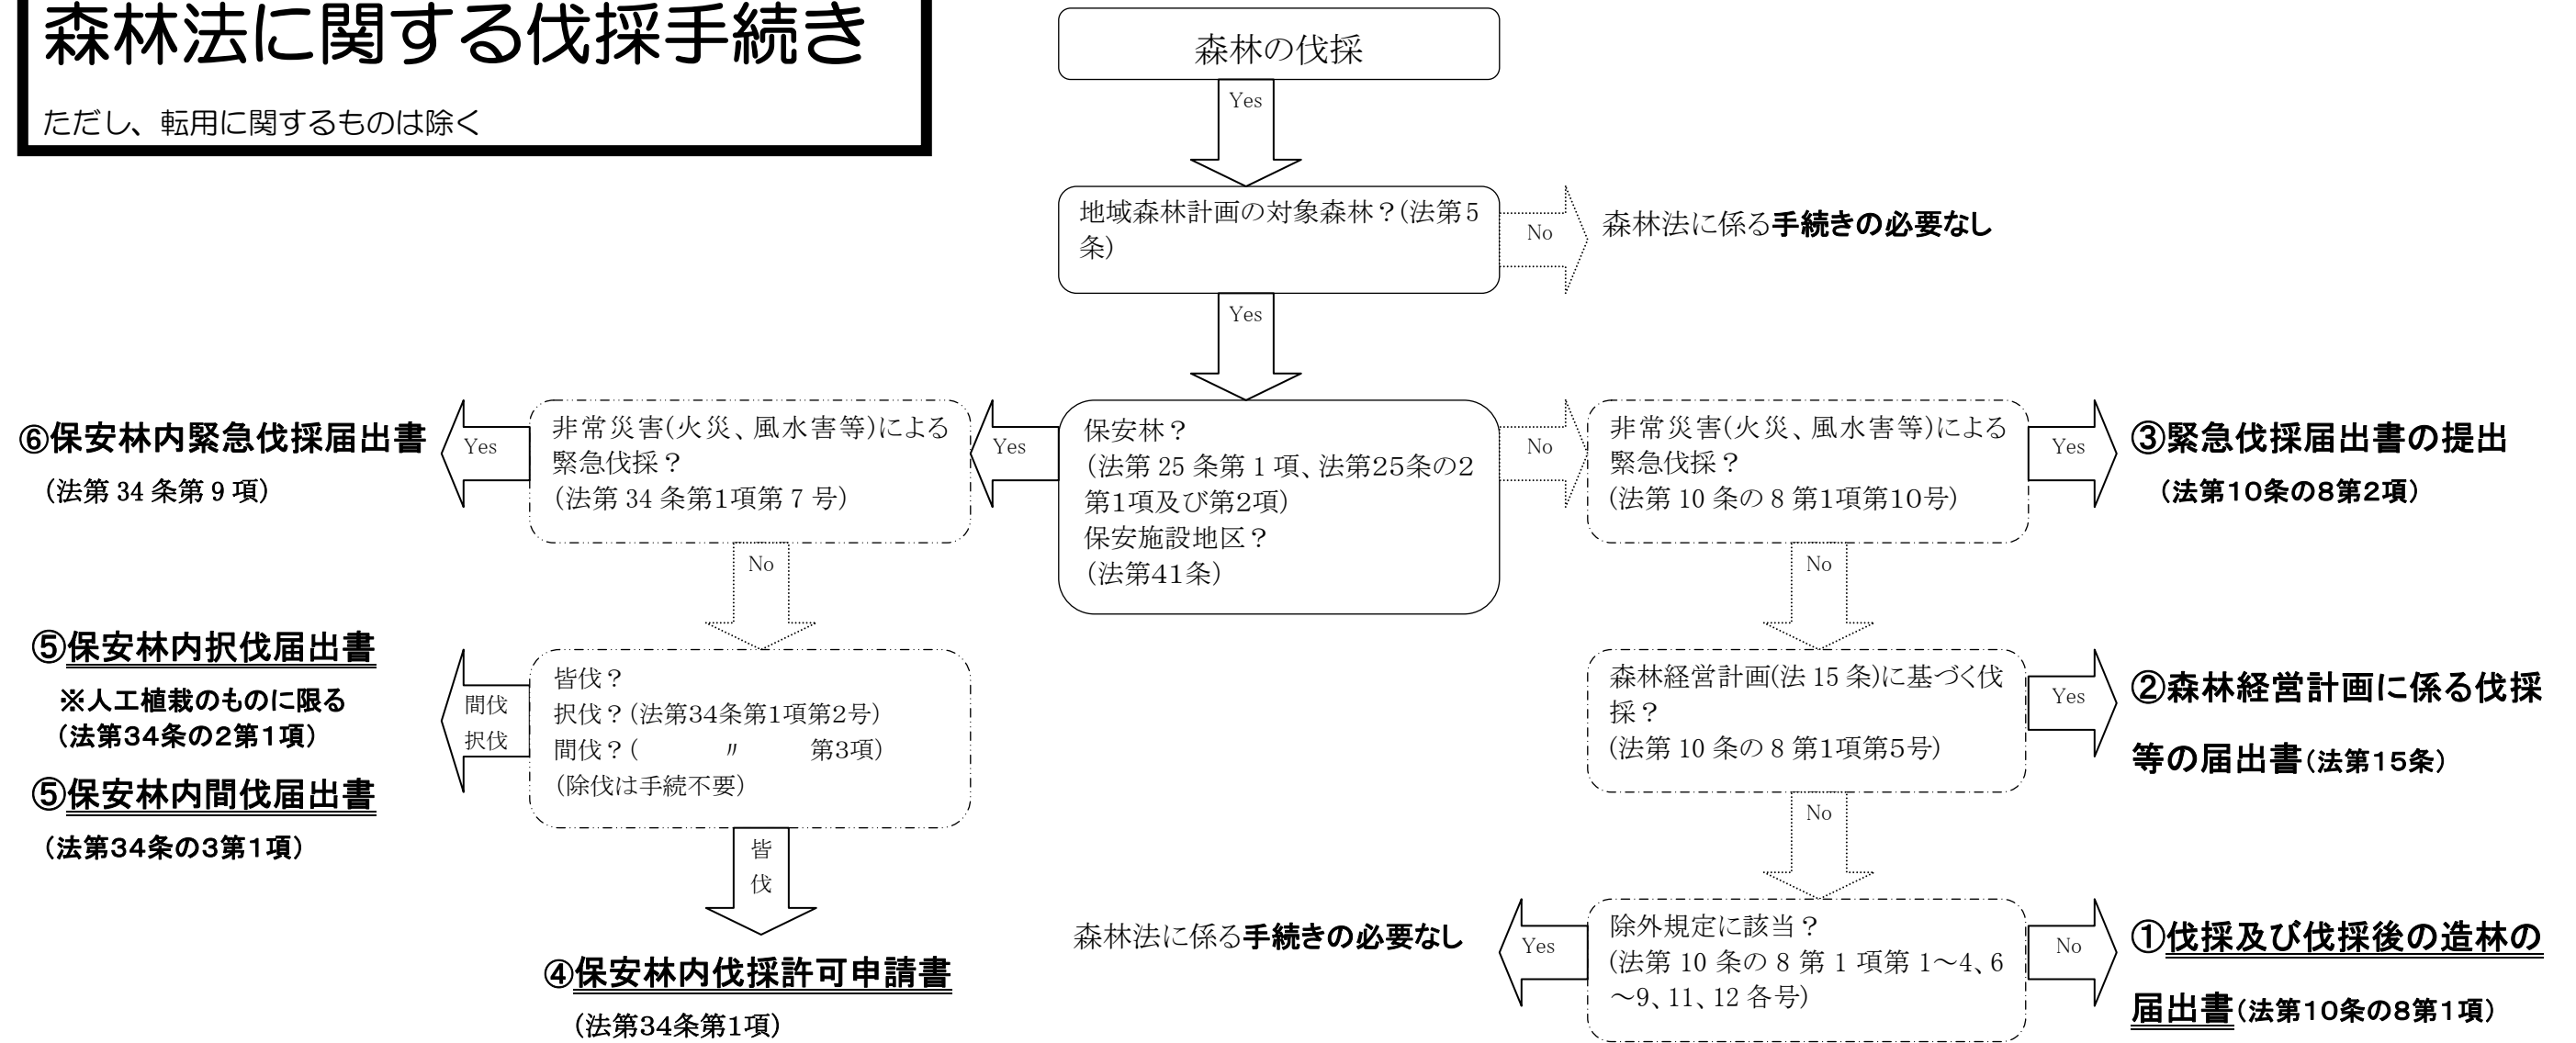 森林法に関する伐採手続き
ただし、転用に関するものは除く
森林の伐採
Yes
地域森林計画の対象森林？(法第5
条)
No
森林法に係る手続きの必要なし
Yes
⑥保安林内緊急伐採届出書
(法第 34 条第 9 項)
Yes
非常災害(火災、風水害等)による
緊急伐採？
(法第 34 条第1項第 7 号)
Yes
保安林？
(法第 25 条第 1 項、法第25条の2
第1項及び第2項)
保安施設地区？
(法第41条)
No
非常災害(火災、風水害等)による
緊急伐採？
(法第 10 条の 8 第1項第10号)
Yes
③緊急伐採届出書の提出
(法第10条の8第2項)
No
No
⑤保安林内択伐届出書
※人工植栽のものに限る
(法第34条の2第1項)
⑤保安林内間伐届出書
(法第34条の3第1項)
間伐
択伐
皆伐？
択伐？(法第34条第1項第2号)
間伐？(　　　〃　　　第3項)
(除伐は手続不要)
森林経営計画(法 15 条)に基づく伐
採？
(法第 10 条の 8 第1項第5号)
Yes
②森林経営計画に係る伐採
等の届出書(法第15条)
No
皆
伐
④保安林内伐採許可申請書
(法第34条第1項)
森林法に係る手続きの必要なし
Yes
除外規定に該当？
(法第 10 条の 8 第 1 項第 1～4、6
～9、11、12 各号)
No
①伐採及び伐採後の造林の
届出書(法第10条の8第1項)